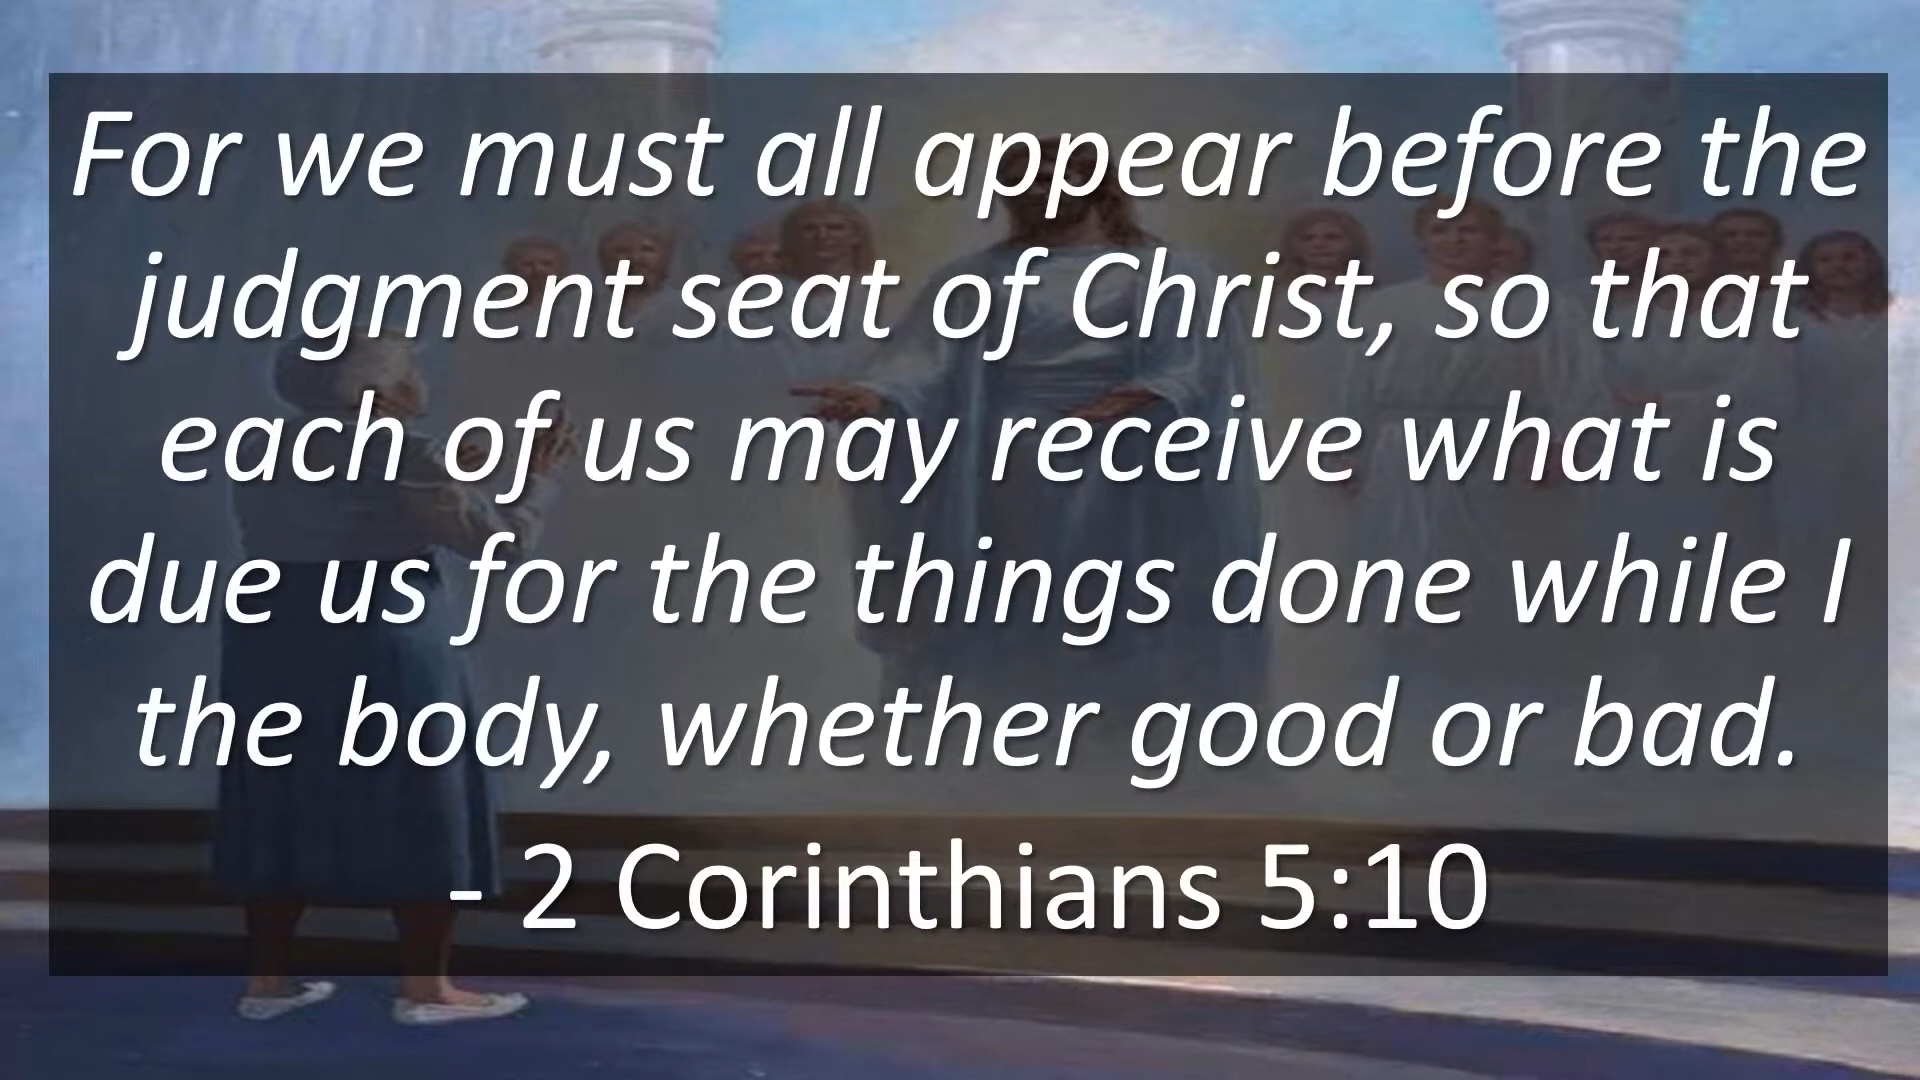 For we must all appear before the
judgment seat of Christ, so that
each of us may receive what is
due us for the things done while I
the body, whether good or bad.
- 2 Corinthians 5:10